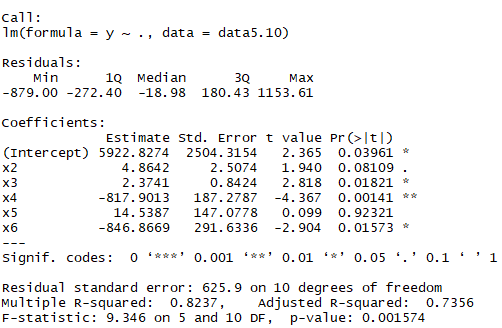 Call:
lm(formula = y ~ ., data = data5.10)
Residuals:
    Min      1Q  Median      3Q     Max
-879.00 -272.40  -18.98  180.43 1153.61
Coefficients:
             Estimate Std. Error t value Pr(>|t|)
(Intercept) 5922.8274  2504.3154   2.365  0.03961 *
x2             4.8642     2.5074   1.940  0.08109 .
x3             2.3741     0.8424   2.818  0.01821 *
x4          -817.9013   187.2787  -4.367  0.00141 **
x5            14.5387   147.0778   0.099  0.92321
x6          -846.8669   291.6336  -2.904  0.01573 *
---
Signif. codes:  0 ‘***’ 0.001 ‘**’ 0.01 ‘*’ 0.05 ‘.’ 0.1 ‘ ’ 1
Residual standard error: 625.9 on 10 degrees of freedom
Multiple R-squared:  0.8237,    Adjusted R-squared:  0.7356
F-statistic: 9.346 on 5 and 10 DF,  p-value: 0.001574